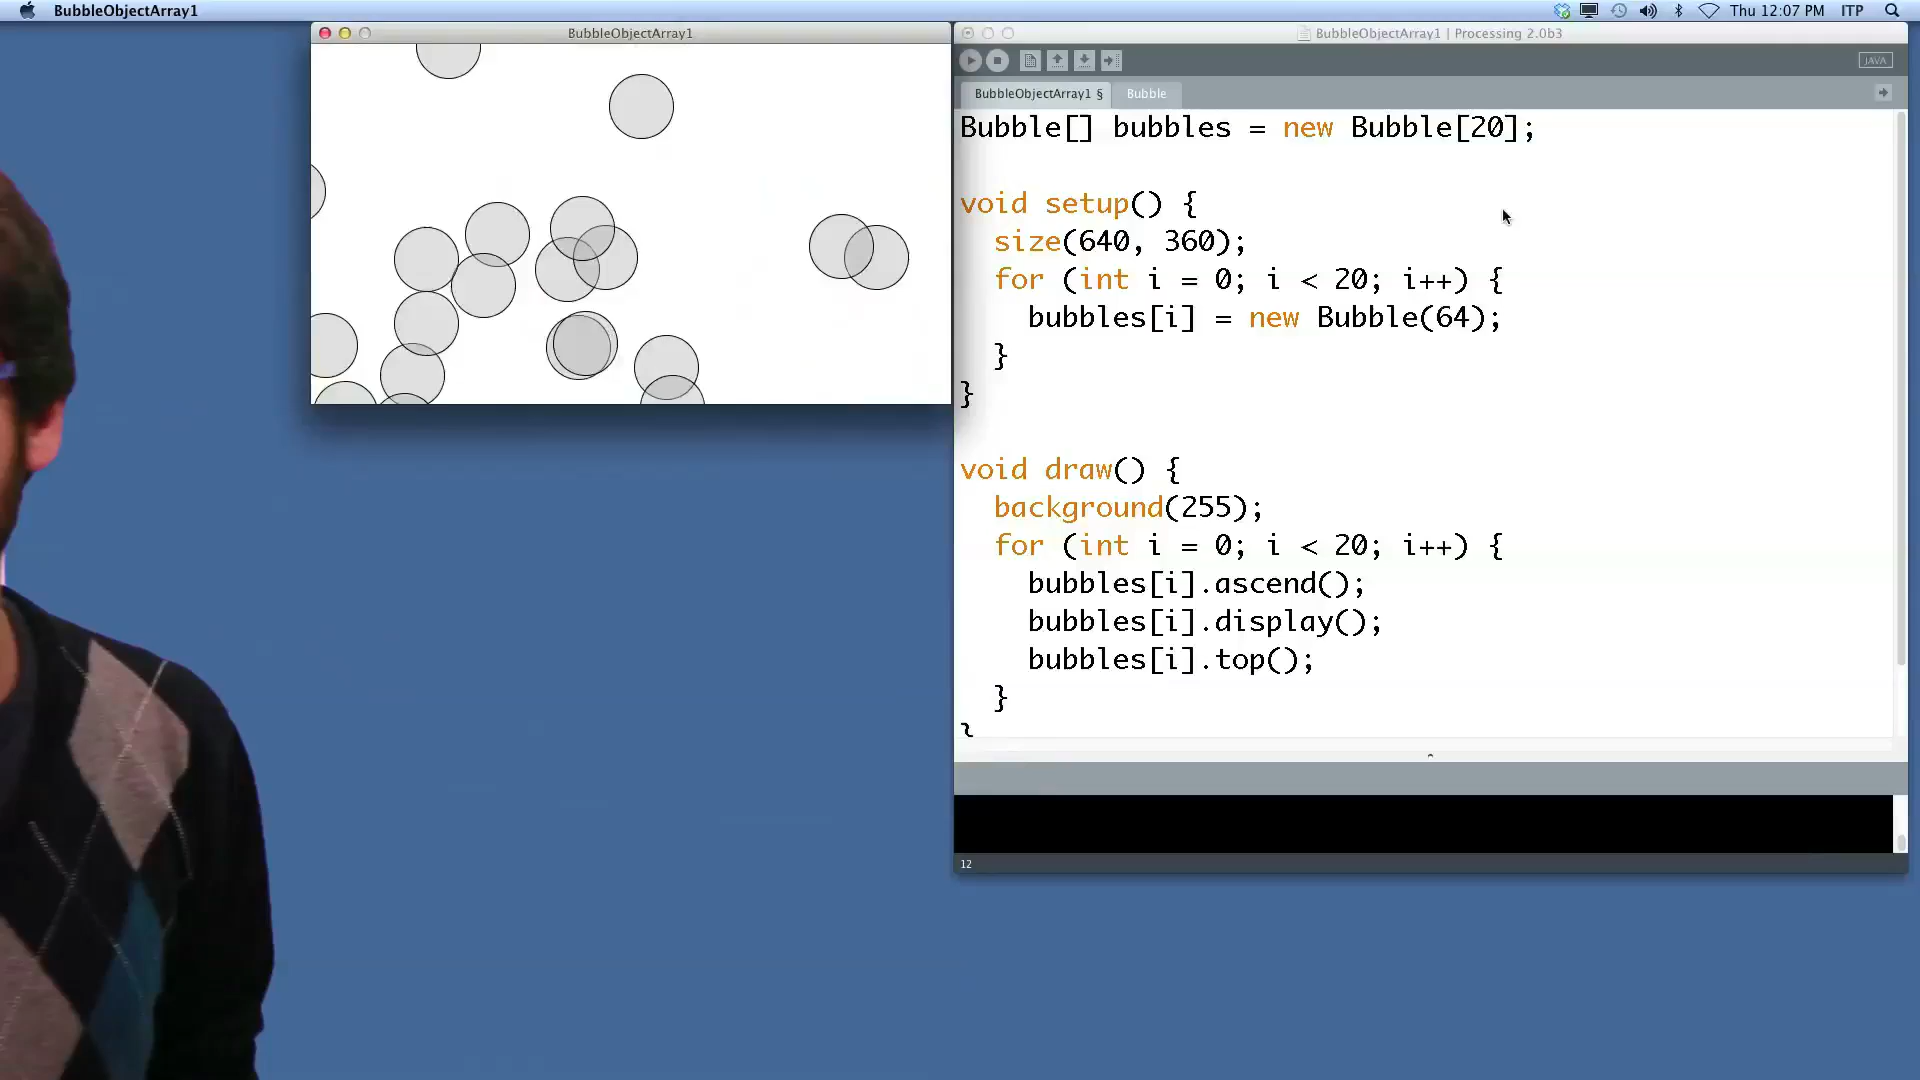 BubbleObjectArray1
Thu 12:07 PM ITP
BubbleObjectArray1
BubbleObjectArray1 | Processing 2.0b3
JAVA
BubbleObjectArray1 § Bubble
Bubble[] bubbles = new Bubble[20];
void setup() {
size(640, 360);
for (int i = 0; i < 20; i++) {
bubbles[i] = new Bubble(64);
}
}
void draw() {
background(255);
for (int i = 0; i < 20; i++) {
bubbles[i].ascend();
bubbles[i].display();
bubbles[i].top();
}
}
12